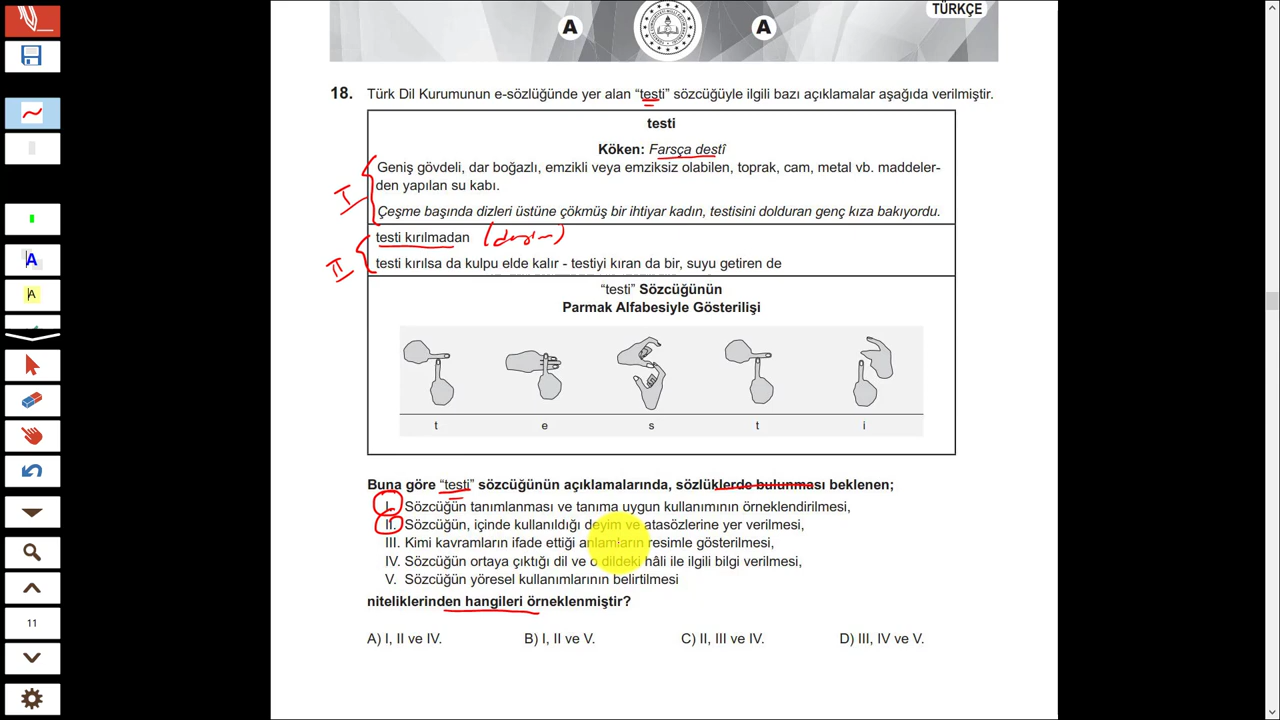 TÜRKÇE
A A
18. Türk Dil Kurumunun e-sözlüğünde yer alan “testi” sözcüğüyle ilgili bazı açıklamalar aşağıda verilmiştir.
testi
Köken: Farsça destî
Geniş gövdeli, dar boğazlı, emzikli veya emziksiz olabilen, toprak, cam, metal vb. maddeler-
den yapılan su kabı.
I
Çeşme başında dizleri üstüne çökmüş bir ihtiyar kadın, testisini dolduran genç kıza bakıyordu.
testi kırılmadan (deyim)
II
testi kırılsa da kulpu elde kalır - testiyi kıran da bir, suyu getiren de
“testi” Sözcüğünün
Parmak Alfabesiyle Gösterilişi
t e s t i
Buna göre “testi” sözcüğünün açıklamalarında, sözlüklerde bulunması beklenen;
I. Sözcüğün tanımlanması ve tanıma uygun kullanımının örneklendirilmesi,
II. Sözcüğün, içinde kullanıldığı deyim ve atasözlerine yer verilmesi,
III. Kimi kavramların ifade ettiği anlamların resimle gösterilmesi,
IV. Sözcüğün ortaya çıktığı dil ve o dildeki hâli ile ilgili bilgi verilmesi,
V. Sözcüğün yöresel kullanımlarının belirtilmesi
niteliklerinden hangileri örneklenmiştir?
A) I, II ve IV. B) I, II ve V. C) II, III ve IV. D) III, IV ve V.
A
A
11